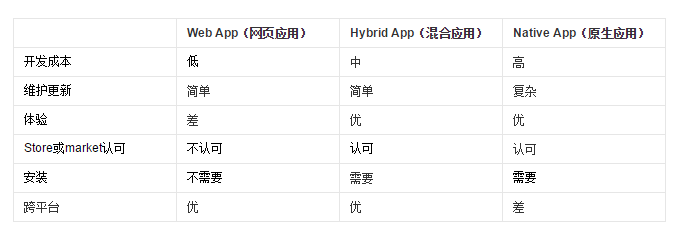 Web App（网页应用） Hybrid App（混合应用） Native App（原生应用）
开发成本 低 中 高
维护更新 简单 简单 复杂
体验 差 优 优
Store或market认可 不认可 认可 认可
安装 不需要 需要 需要
跨平台 优 优 差